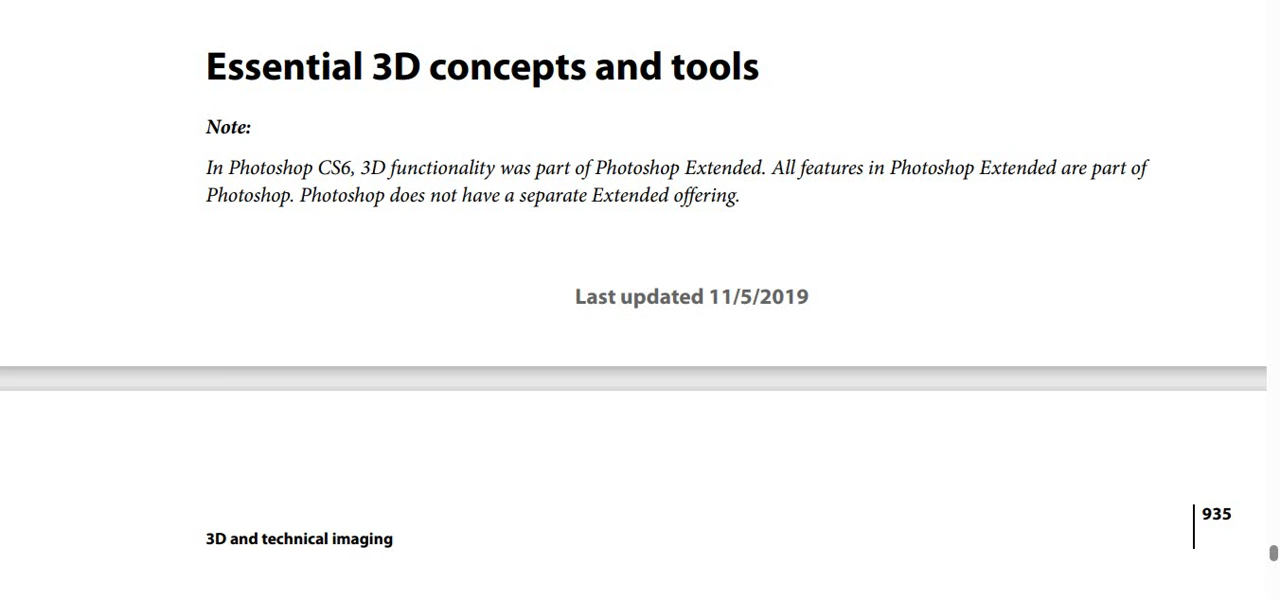 Essential 3D concepts and tools
Note:
In Photoshop CS6, 3D functionality was part of Photoshop Extended. All features in Photoshop Extended are part of
Photoshop. Photoshop does not have a separate Extended offering.
Last updated 11/5/2019
935
3D and technical imaging